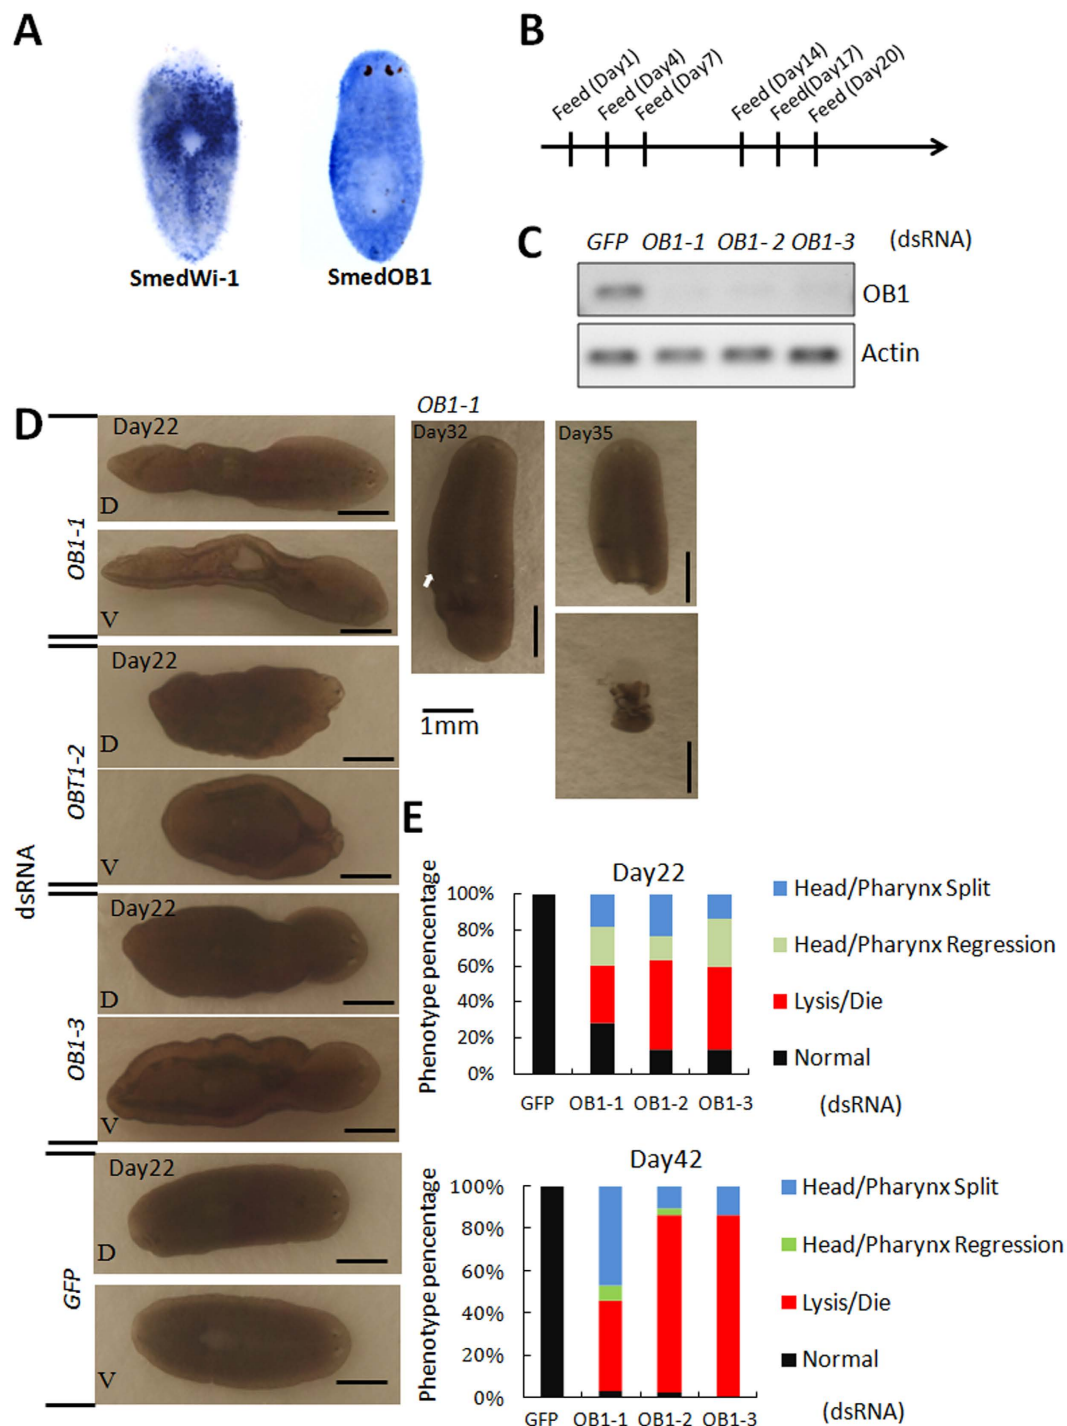 A
SmedWi-1
SmedOB1
B
Feed (Day1)
Feed (Day4)
Feed (Day7)
Feed (Day14)
Feed(Day17)
Feed (Day20)
C
GFP OB1-1 OB1- 2 OB1-3 (dsRNA)
OB1
Actin
D
dsRNA
OB1-1
Day22
D
V
OBT1-2
Day22
D
V
OB1-3
Day22
D
V
GFP
Day22
D
V
OB1-1
Day32
Day35
1mm
E
Day22
Phenotype pencentage
100%
80%
60%
40%
20%
0%
GFP OB1-1 OB1-2 OB1-3 (dsRNA)
Head/Pharynx Split
Head/Pharynx Regression
Lysis/Die
Normal
Day42
Phenotype pencentage
100%
80%
60%
40%
20%
0%
GFP OB1-1 OB1-2 OB1-3 (dsRNA)
Head/Pharynx Split
Head/Pharynx Regression
Lysis/Die
Normal